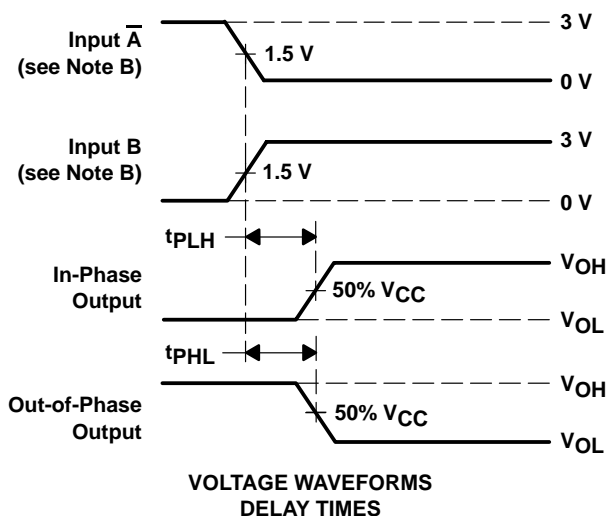 3 V
Input A̅
(see Note B)
1.5 V
0 V
3 V
Input B
(see Note B)
1.5 V
0 V
tPLH
VOH
In-Phase
Output
50% VCC
VOL
tPHL
VOH
Out-of-Phase
Output
50% VCC
VOL
VOLTAGE WAVEFORMS
DELAY TIMES